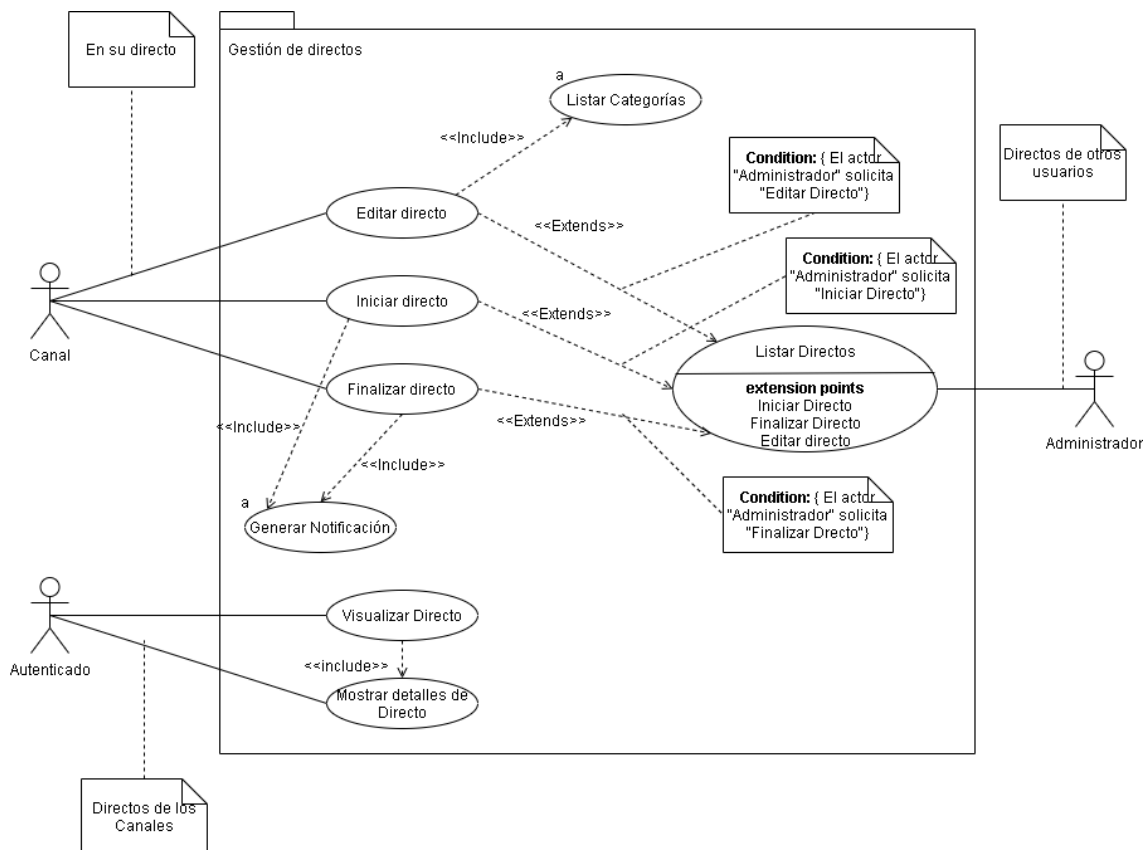 En su directo
Gestión de directos
a
Listar Categorías
<<Include>>
Condition: { El actor
"Administrador" solicita
"Editar Directo"}
Directos de otros
usuarios
Editar directo
<<Extends>>
Condition: { El actor
"Administrador" solicita
"Iniciar Directo"}
Iniciar directo
<<Extends>>
Canal
Listar Directos
Finalizar directo
extension points
Iniciar Directo
Finalizar Directo
Editar directo
<<Extends>>
Administrador
<<Include>>
<<Include>>
a
Generar Notificación
Condition: { El actor
"Administrador" solicita
"Finalizar Drecto"}
Visualizar Directo
Autenticado
<<include>>
Mostrar detalles de
Directo
Directos de los
Canales